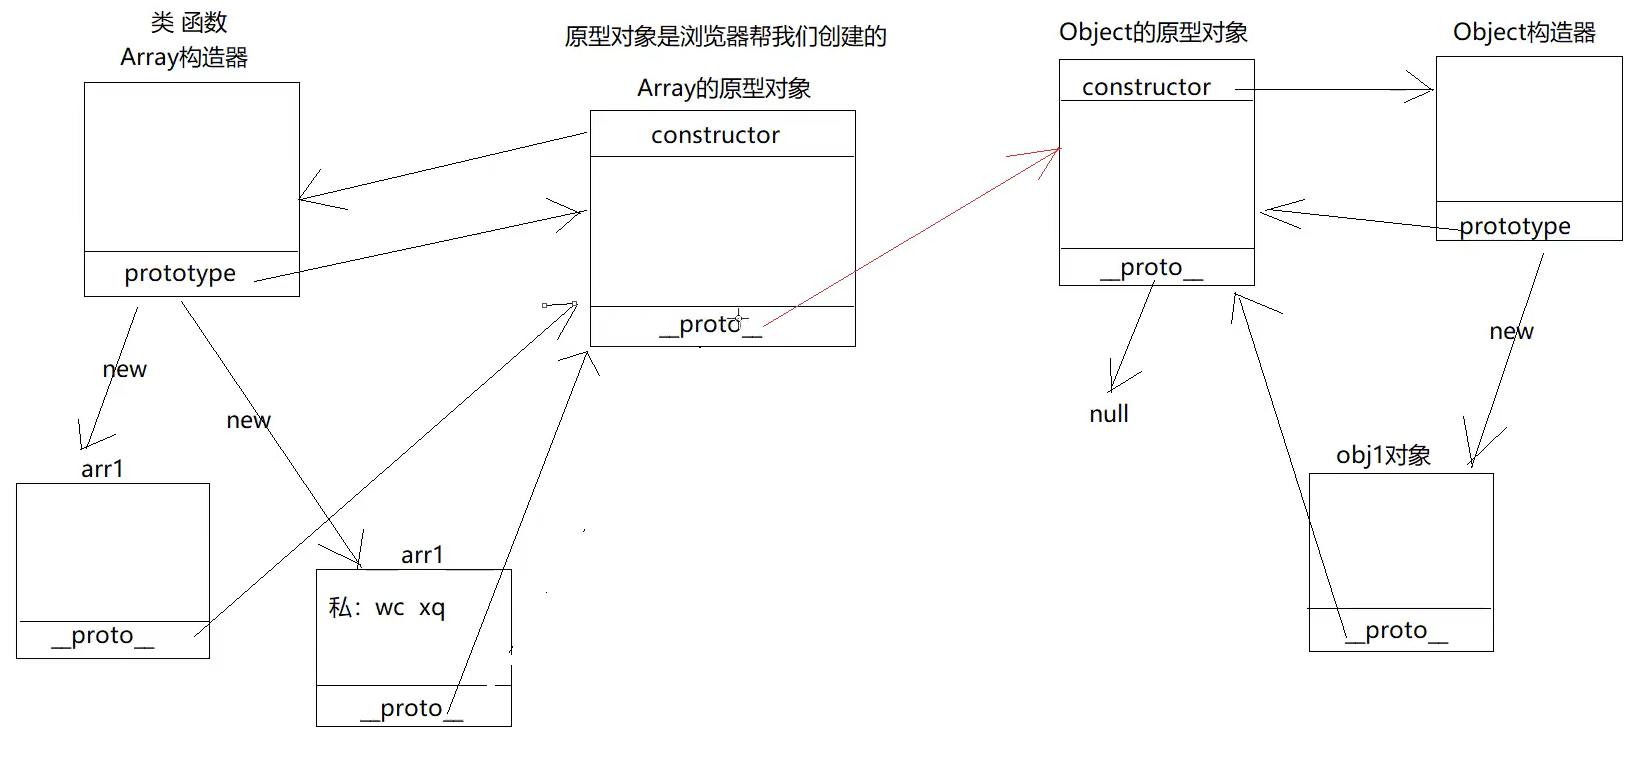 类 函数
Array构造器
原型对象是浏览器帮我们创建的
Array的原型对象
Object的原型对象
Object构造器
constructor
constructor
prototype
__proto__
__proto__
prototype
new
new
null
new
arr1
arr1
obj1对象
私：wc xq
__proto__
__proto__
__proto__